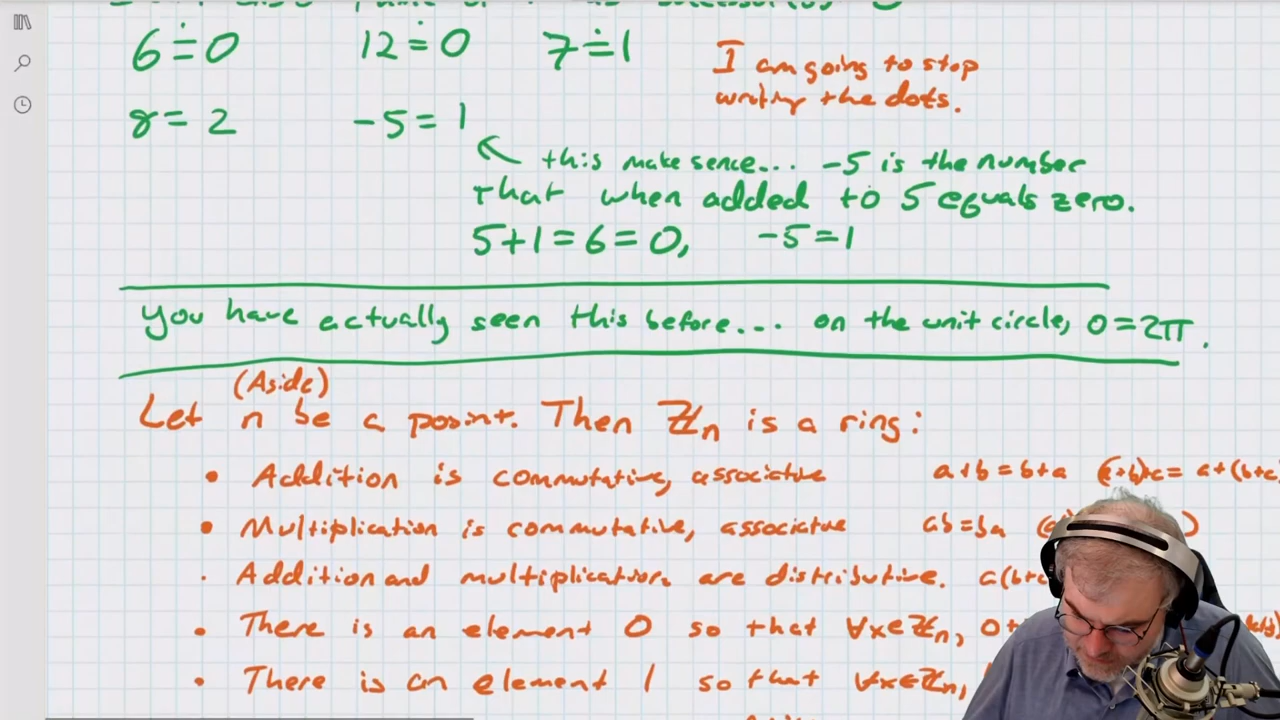 6 ≐ 0 12 ≐ 0 7 ≐ 1
I am going to stop
writing the dots.
8 = 2 -5 = 1
this make sence... -5 is the number
that when added to 5 equals zero.
5+1=6=0, -5=1
You have actually seen this before... on the unit circle, 0=2π.
(Aside)
Let n be a posint. Then ℤn is a ring:
• Addition is commutative, associative a+b=b+a (a+b)+c= a+(b+c
• Multiplication is commutative, associative ab=ba
• Addition and multiplication are distributive. a(b+c
• There is an element 0 so that ∀x∈ℤn, 0+
• There is an element 1 so that ∀x∈ℤn,